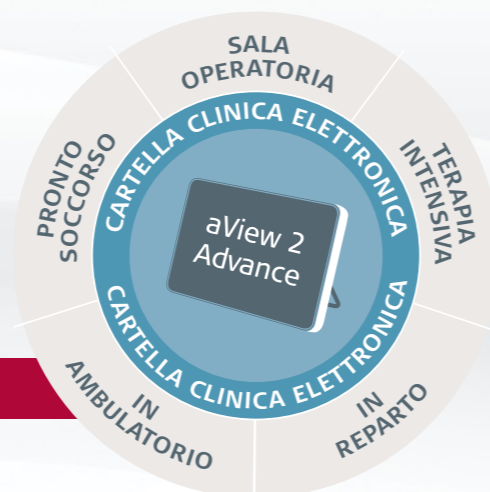 SALA
OPERATORIA
PRONTO
SOCCORSO
TERAPIA
INTENSIVA
CARTELLA CLINICA ELETTRONICA
aView 2
Advance
CARTELLA CLINICA ELETTRONICA
IN
AMBULATORIO
IN
REPARTO